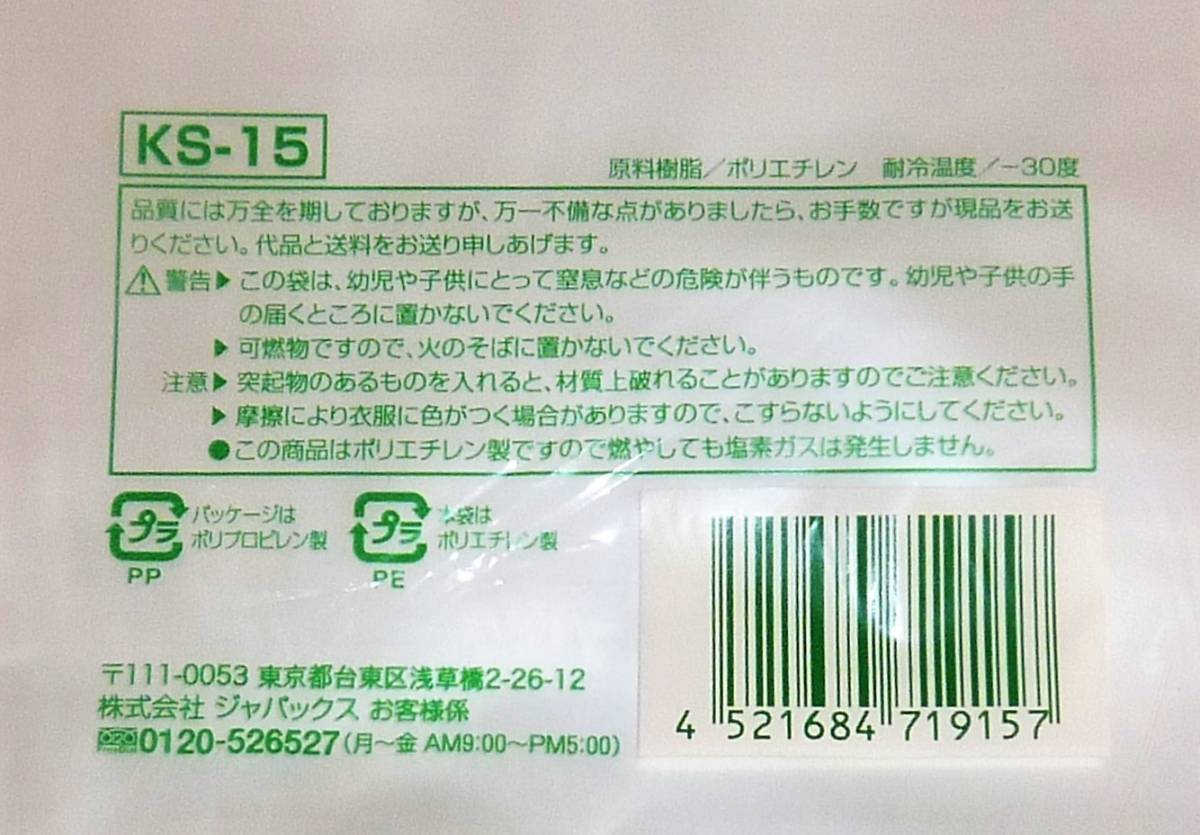 KS-15
原料樹脂／ポリエチレン　耐冷温度／−30度
品質には万全を期しておりますが、万一不備な点がありましたら、お手数ですが現品をお送
りください。代品と送料をお送り申しあげます。
⚠警告▶この袋は、幼児や子供にとって窒息などの危険が伴うものです。幼児や子供の手
の届くところに置かないでください。
▶可燃物ですので、火のそばに置かないでください。
注意▶突起物のあるものを入れると、材質上破れることがありますのでご注意ください。
▶摩擦により衣服に色がつく場合がありますので、こすらないようにしてください。
●この商品はポリエチレン製ですので燃やしても塩素ガスは発生しません。
プラ パッケージは
ポリプロピレン製
PP
プラ 本袋は
ポリエチレン製
PE
〒111-0053 東京都台東区浅草橋2-26-12
株式会社 ジャパックス お客様係
0120-526527(月〜金 AM9:00〜PM5:00)
4 521684 719157